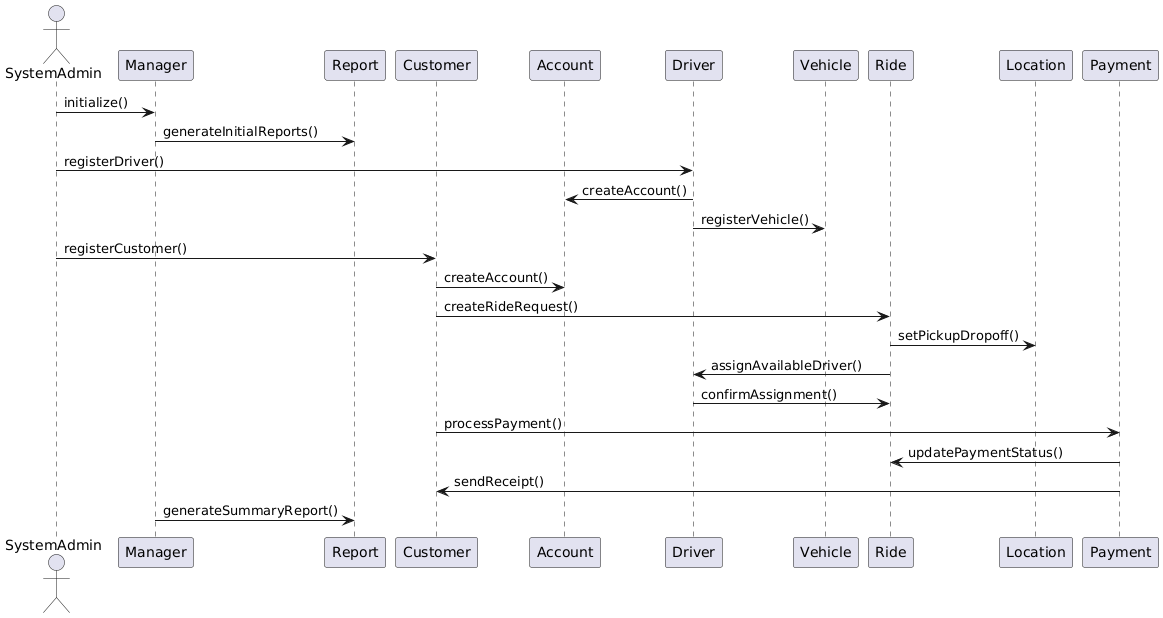 SystemAdmin
Manager
Report
Customer
Account
Driver
Vehicle
Ride
Location
Payment
initialize()
generateInitialReports()
registerDriver()
createAccount()
registerVehicle()
registerCustomer()
createAccount()
createRideRequest()
setPickupDropoff()
assignAvailableDriver()
confirmAssignment()
processPayment()
updatePaymentStatus()
sendReceipt()
generateSummaryReport()
SystemAdmin
Manager
Report
Customer
Account
Driver
Vehicle
Ride
Location
Payment